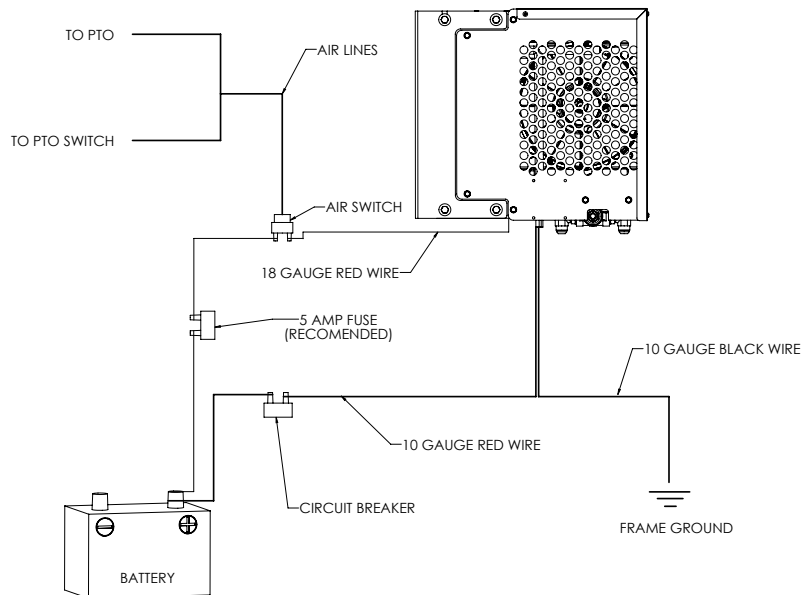 TO PTO
AIR LINES
TO PTO SWITCH
AIR SWITCH
18 GAUGE RED WIRE
5 AMP FUSE
(RECOMENDED)
10 GAUGE BLACK WIRE
10 GAUGE RED WIRE
CIRCUIT BREAKER
FRAME GROUND
BATTERY